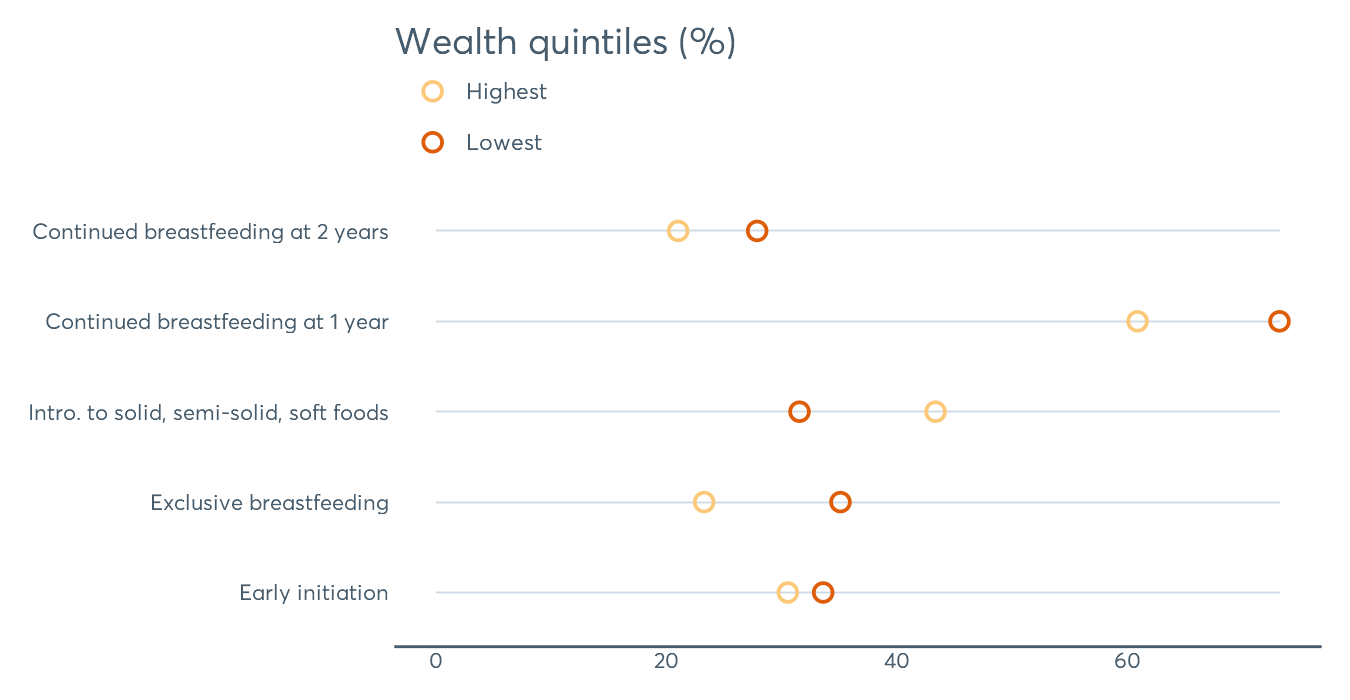 Wealth quintiles (%)
Highest
Lowest
Continued breastfeeding at 2 years
Continued breastfeeding at 1 year
Intro. to solid, semi-solid, soft foods
Exclusive breastfeeding
Early initiation
0 20 40 60